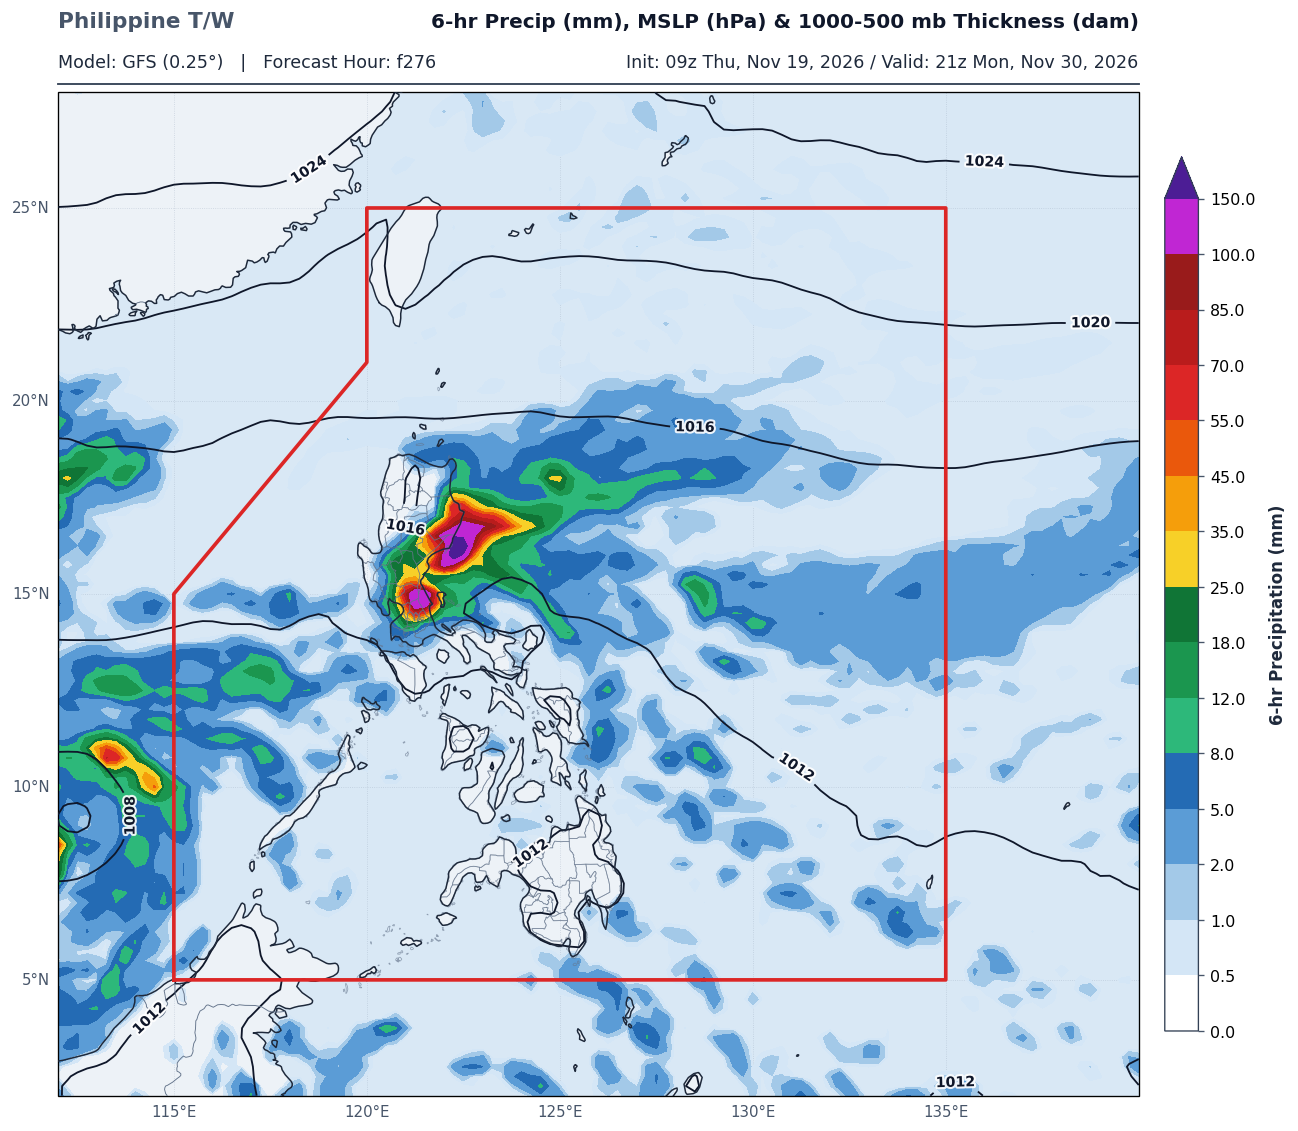 Philippine T/W
6-hr Precip (mm), MSLP (hPa) & 1000-500 mb Thickness (dam)
Model: GFS (0.25°) | Forecast Hour: f276
Init: 09z Thu, Nov 19, 2026 / Valid: 21z Mon, Nov 30, 2026
1024
1024
25°N
1020
20°N
1016
1016
15°N
1012
10°N
1008
1012
5°N
1012
1012
115°E
120°E
125°E
130°E
135°E
150.0
100.0
85.0
70.0
55.0
45.0
35.0
25.0
18.0
12.0
8.0
5.0
2.0
1.0
0.5
0.0
6-hr Precipitation (mm)